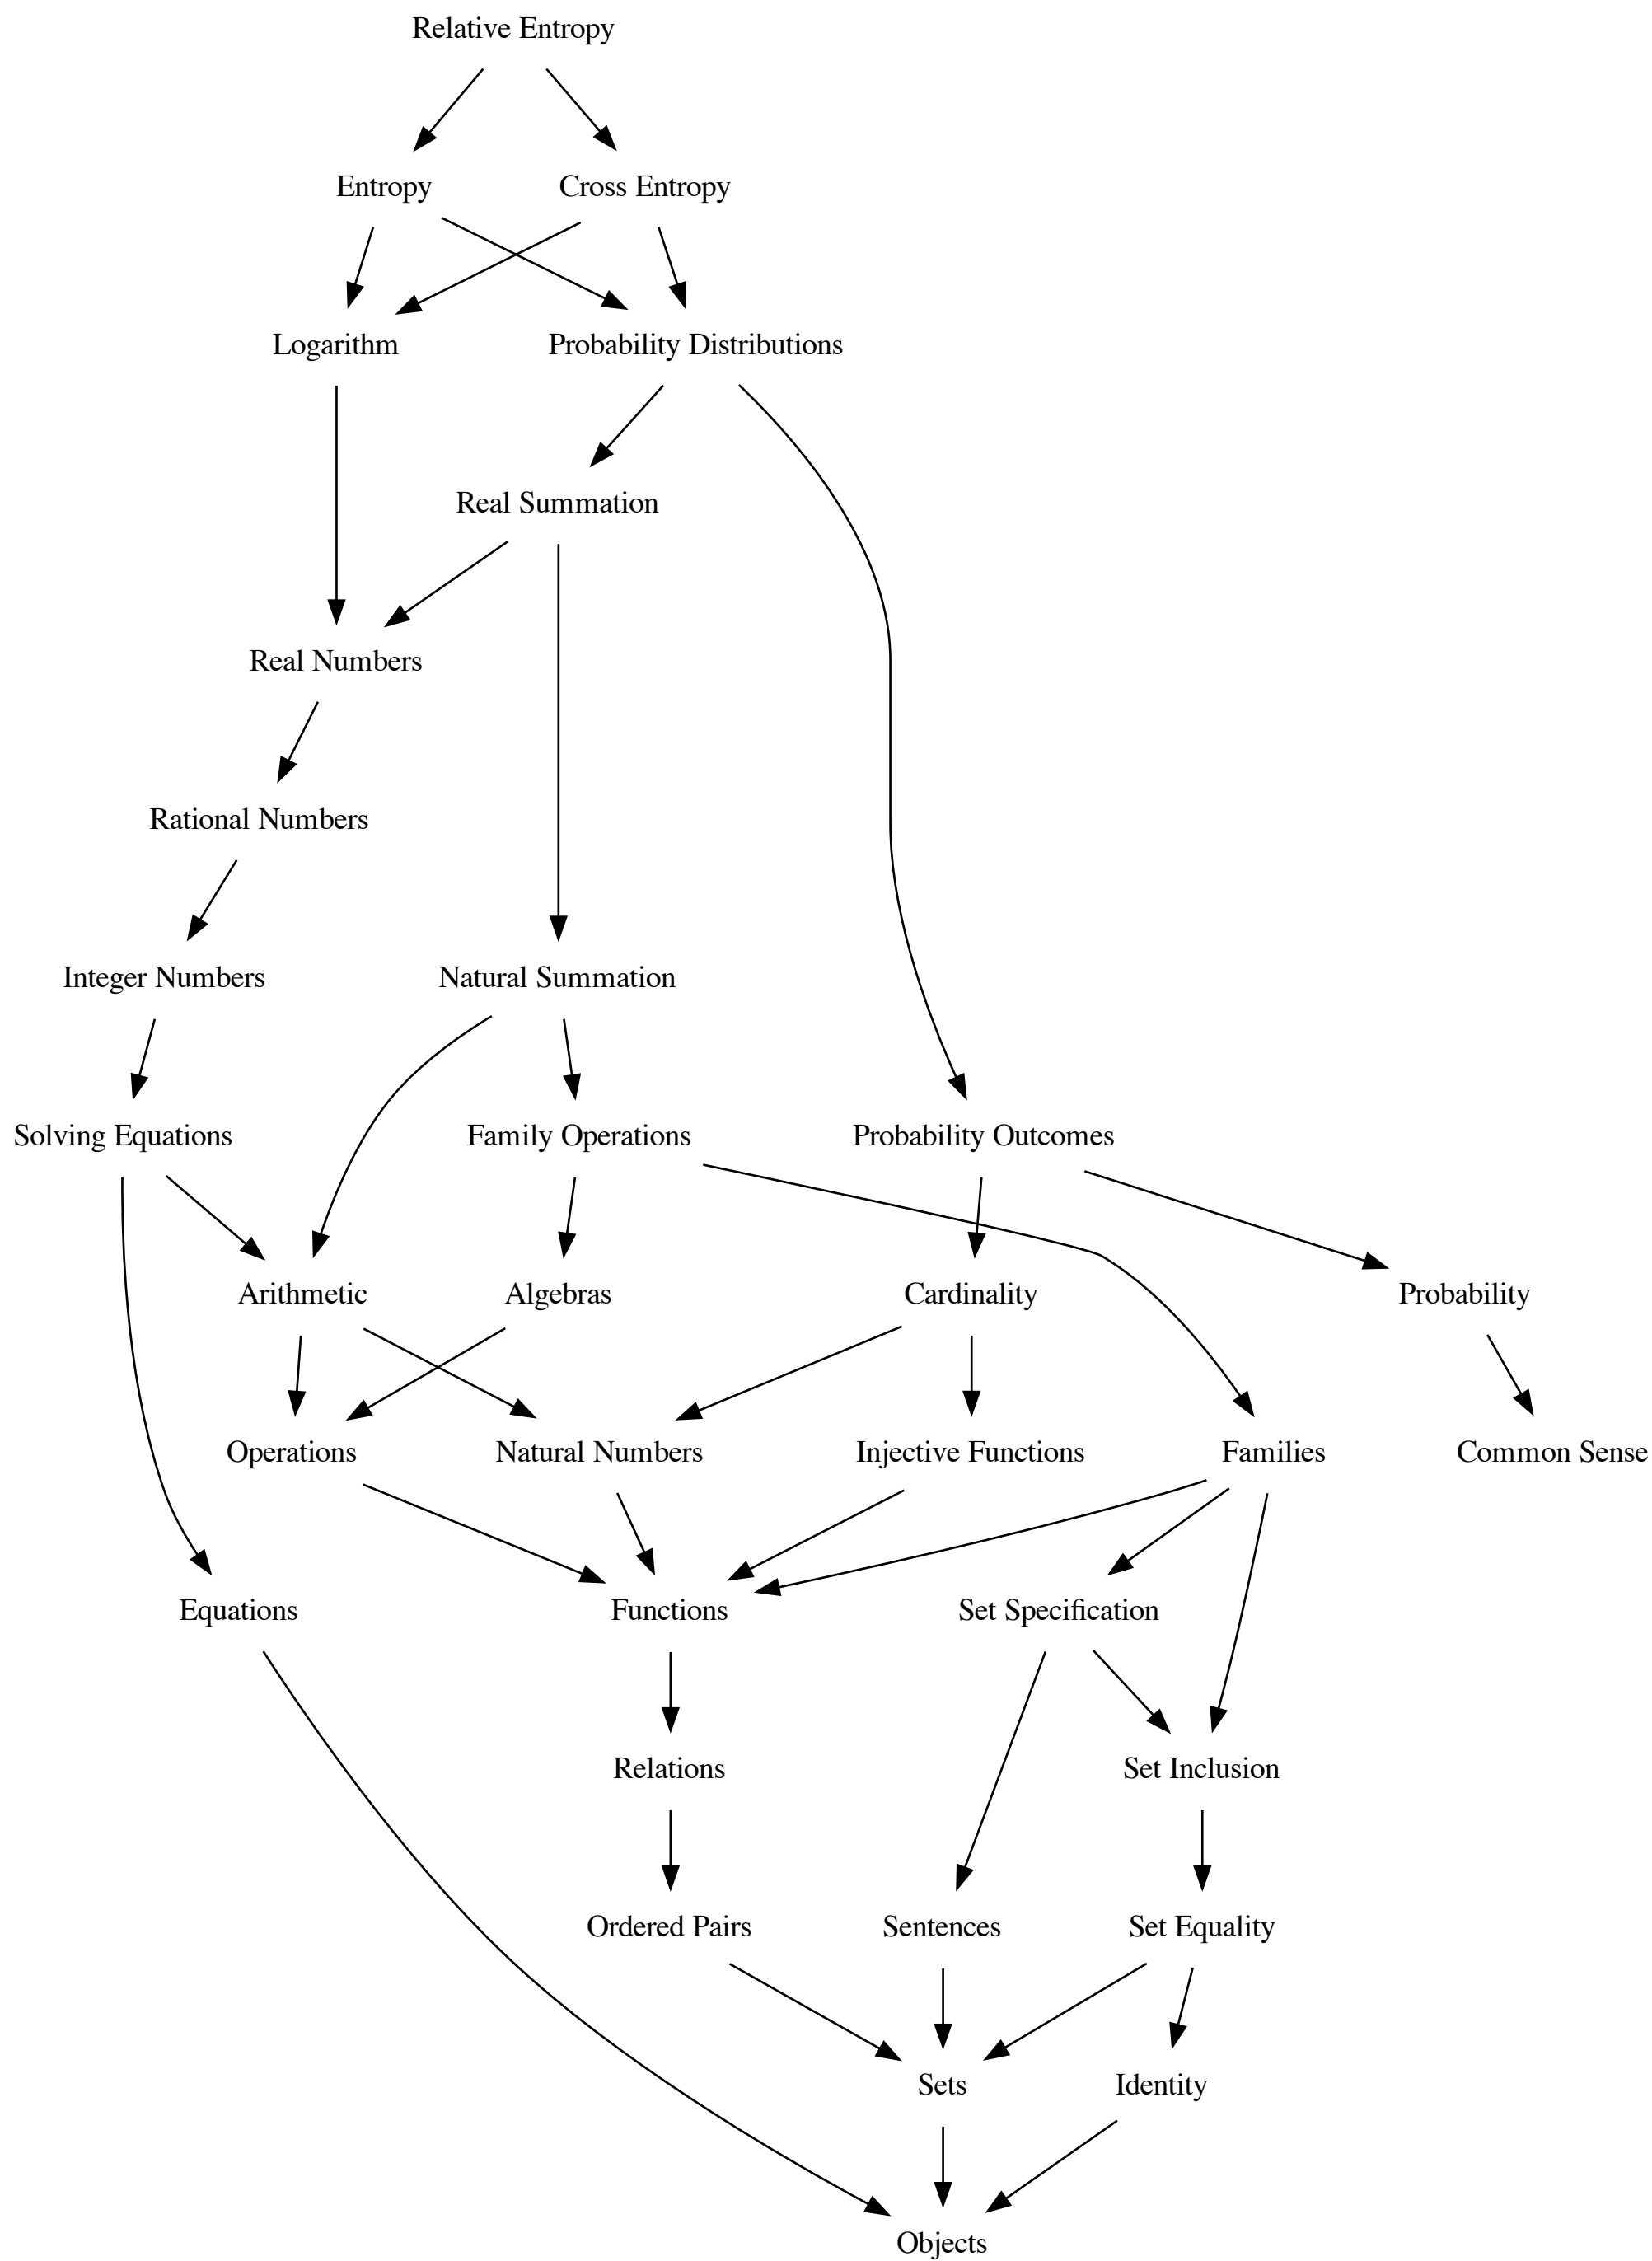 Relative Entropy
Entropy
Cross Entropy
Logarithm
Probability Distributions
Real Summation
Real Numbers
Rational Numbers
Integer Numbers
Natural Summation
Solving Equations
Family Operations
Probability Outcomes
Arithmetic
Algebras
Cardinality
Probability
Operations
Natural Numbers
Injective Functions
Families
Common Sense
Equations
Functions
Set Specification
Relations
Set Inclusion
Ordered Pairs
Sentences
Set Equality
Sets
Identity
Objects